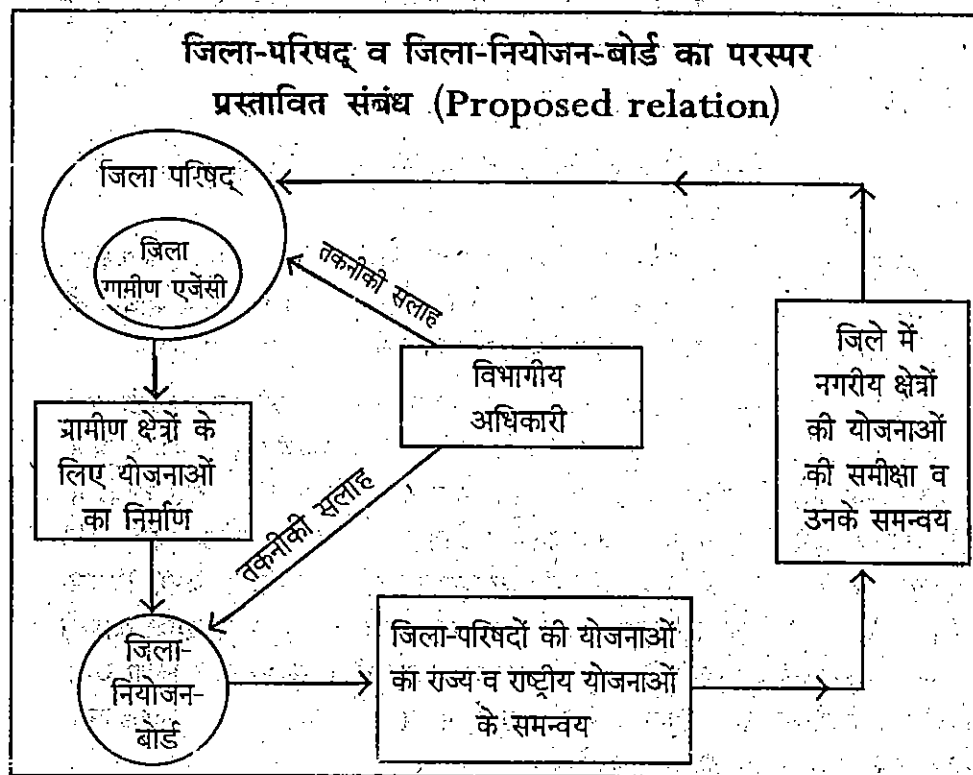 जिला-परिषद् व जिला-नियोजन-बोर्ड का परस्पर
प्रस्तावित संबंध (Proposed relation)
जिला परिषद्
जिला
ग्रामीण एजेंसी
तकनीकी सलाह
विभागीय
अधिकारी
जिले में
नगरीय क्षेत्रों
की योजनाओं
की समीक्षा व
उनके समन्वय
ग्रामीण क्षेत्रों के
लिए योजनाओं
का निर्माण
तकनीकी सलाह
जिला-
नियोजन-
बोर्ड
जिला-परिषदों की योजनाओं
का राज्य व राष्ट्रीय योजनाओं
के समन्वय